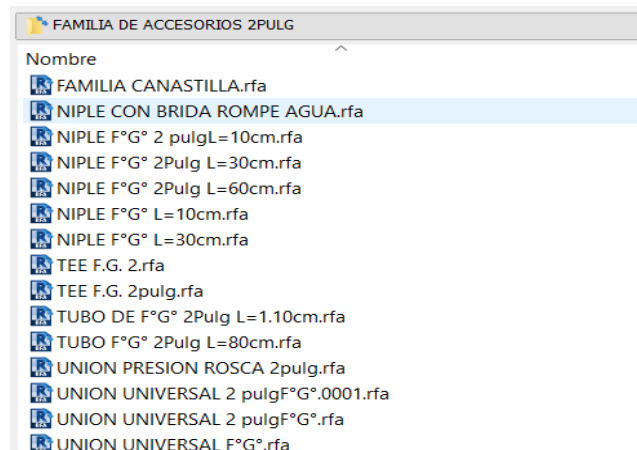 FAMILIA DE ACCESORIOS 2PULG
Nombre
FAMILIA CANASTILLA.rfa
NIPLE CON BRIDA ROMPE AGUA.rfa
NIPLE F°G° 2 pulgL=10cm.rfa
NIPLE F°G° 2Pulg L=30cm.rfa
NIPLE F°G° 2Pulg L=60cm.rfa
NIPLE F°G° L=10cm.rfa
NIPLE F°G° L=30cm.rfa
TEE F.G. 2.rfa
TEE F.G. 2pulg.rfa
TUBO DE F°G° 2Pulg L=1.10cm.rfa
TUBO F°G° 2Pulg L=80cm.rfa
UNION PRESION ROSCA 2pulg.rfa
UNION UNIVERSAL 2 pulgF°G°.0001.rfa
UNION UNIVERSAL 2 pulgF°G°.rfa
UNION UNIVERSAL F°G°.rfa